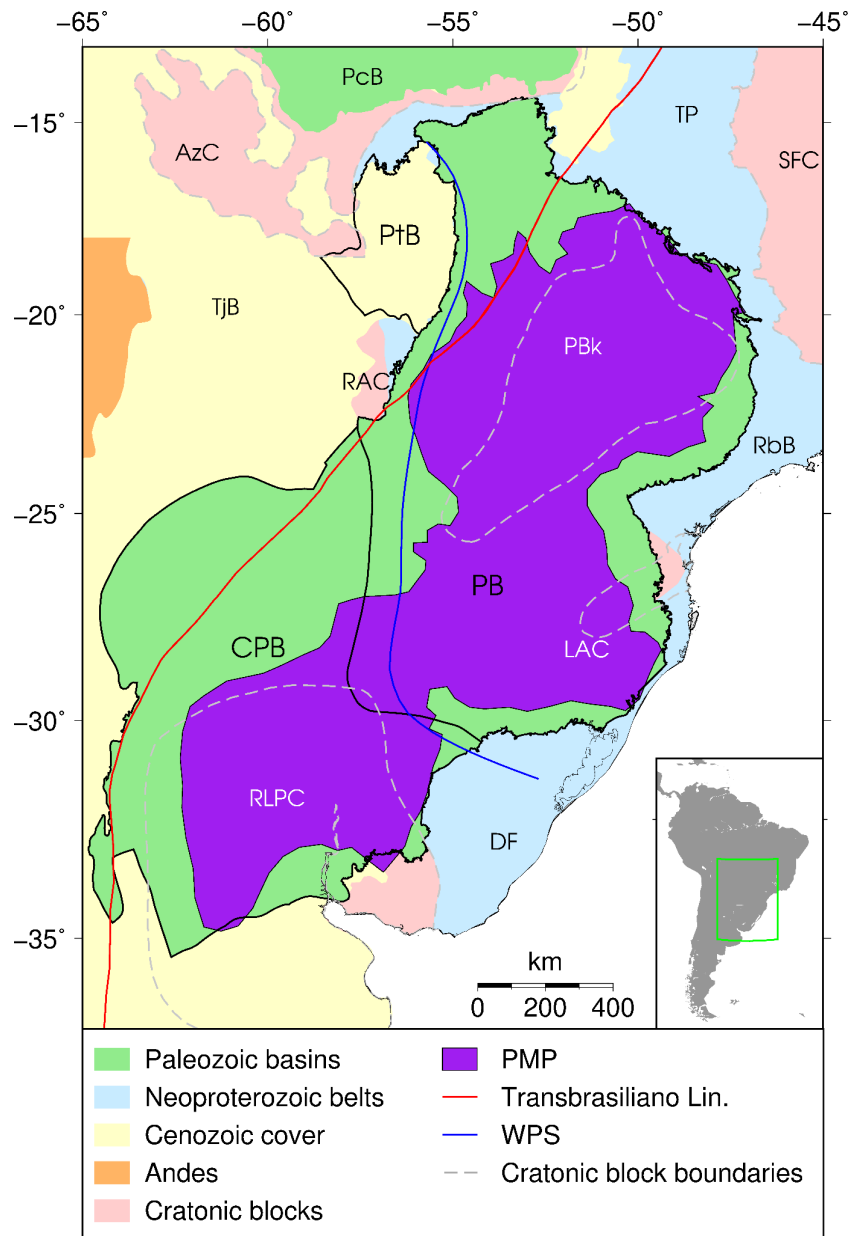 −65° −60° −55° −50° −45°
PcB
−15°
TP
AzC
SFC
PtB
TjB
−20°
PBk
RAC
RbB
−25°
PB
CPB
LAC
−30°
RLPC
DF
−35°
km
0 200 400
Paleozoic basins
Neoproterozoic belts
Cenozoic cover
Andes
Cratonic blocks
PMP
Transbrasiliano Lin.
WPS
Cratonic block boundaries